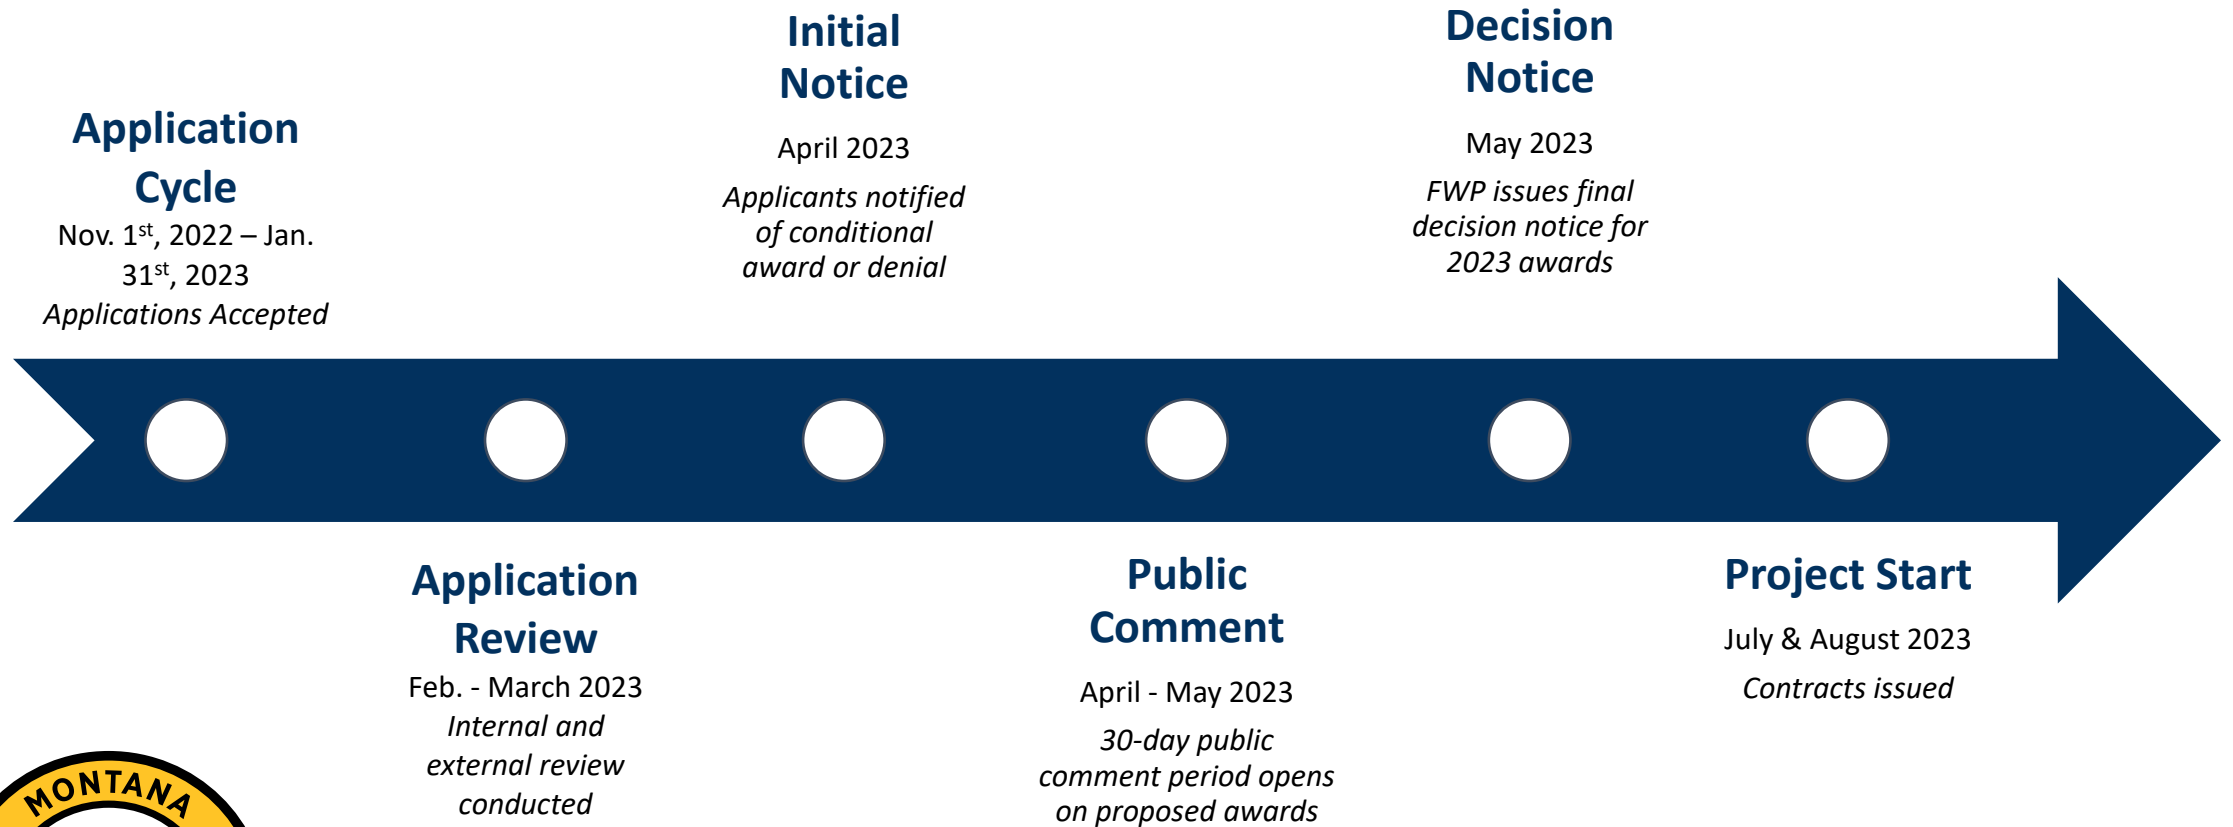 Application
Cycle
Nov. 1st, 2022 – Jan.
31st, 2023
Applications Accepted
Application
Review
Feb. - March 2023
Internal and
external review
conducted
Initial
Notice
April 2023
Applicants notified
of conditional
award or denial
Public
Comment
April - May 2023
30-day public
comment period opens
on proposed awards
Decision
Notice
May 2023
FWP issues final
decision notice for
2023 awards
Project Start
July & August 2023
Contracts issued
MONTANA